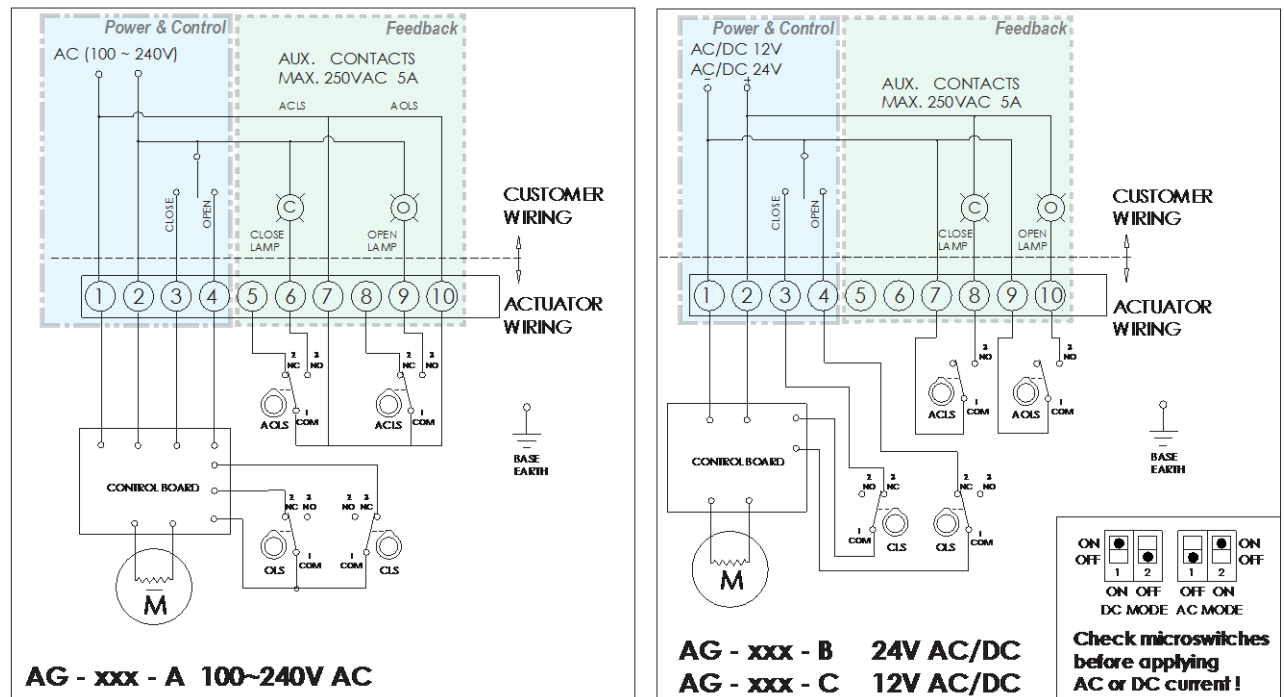 Power & Control
Feedback
AC (100 ~ 240V)
AUX. CONTACTS
MAX. 250VAC 5A
ACLS
AOLS
CLOSE
OPEN
C
O
CLOSE
LAMP
OPEN
LAMP
CUSTOMER
WIRING
1 2 3 4 5 6 7 8 9 10
ACTUATOR
WIRING
2 3
NC NO
2 3
NC NO
ACLS
1
COM
ACLS
1
COM
BASE
EARTH
CONTROL BOARD
2 3
NC NO
2 3
NO NC
OLS
1
COM
1
COM
CLS
M
AG - xxx - A 100~240V AC
Power & Control
Feedback
AC/DC 12V
AC/DC 24V
− +
AUX. CONTACTS
MAX. 250VAC 5A
CLOSE
OPEN
C
O
CLOSE
LAMP
OPEN
LAMP
CUSTOMER
WIRING
1 2 3 4 5 6 7 8 9 10
ACTUATOR
WIRING
2
NO
2
NO
ACLS
1
COM
AOLS
1
COM
BASE
EARTH
CONTROL BOARD
2 3
NO NC
2 3
NC NO
1
COM
CLS
OLS
1
COM
M
ON
OFF
1 2
1 2
ON
OFF
ON OFF OFF ON
DC MODE AC MODE
Check microswitches
before applying
AC or DC current !
AG - xxx - B 24V AC/DC
AG - xxx - C 12V AC/DC